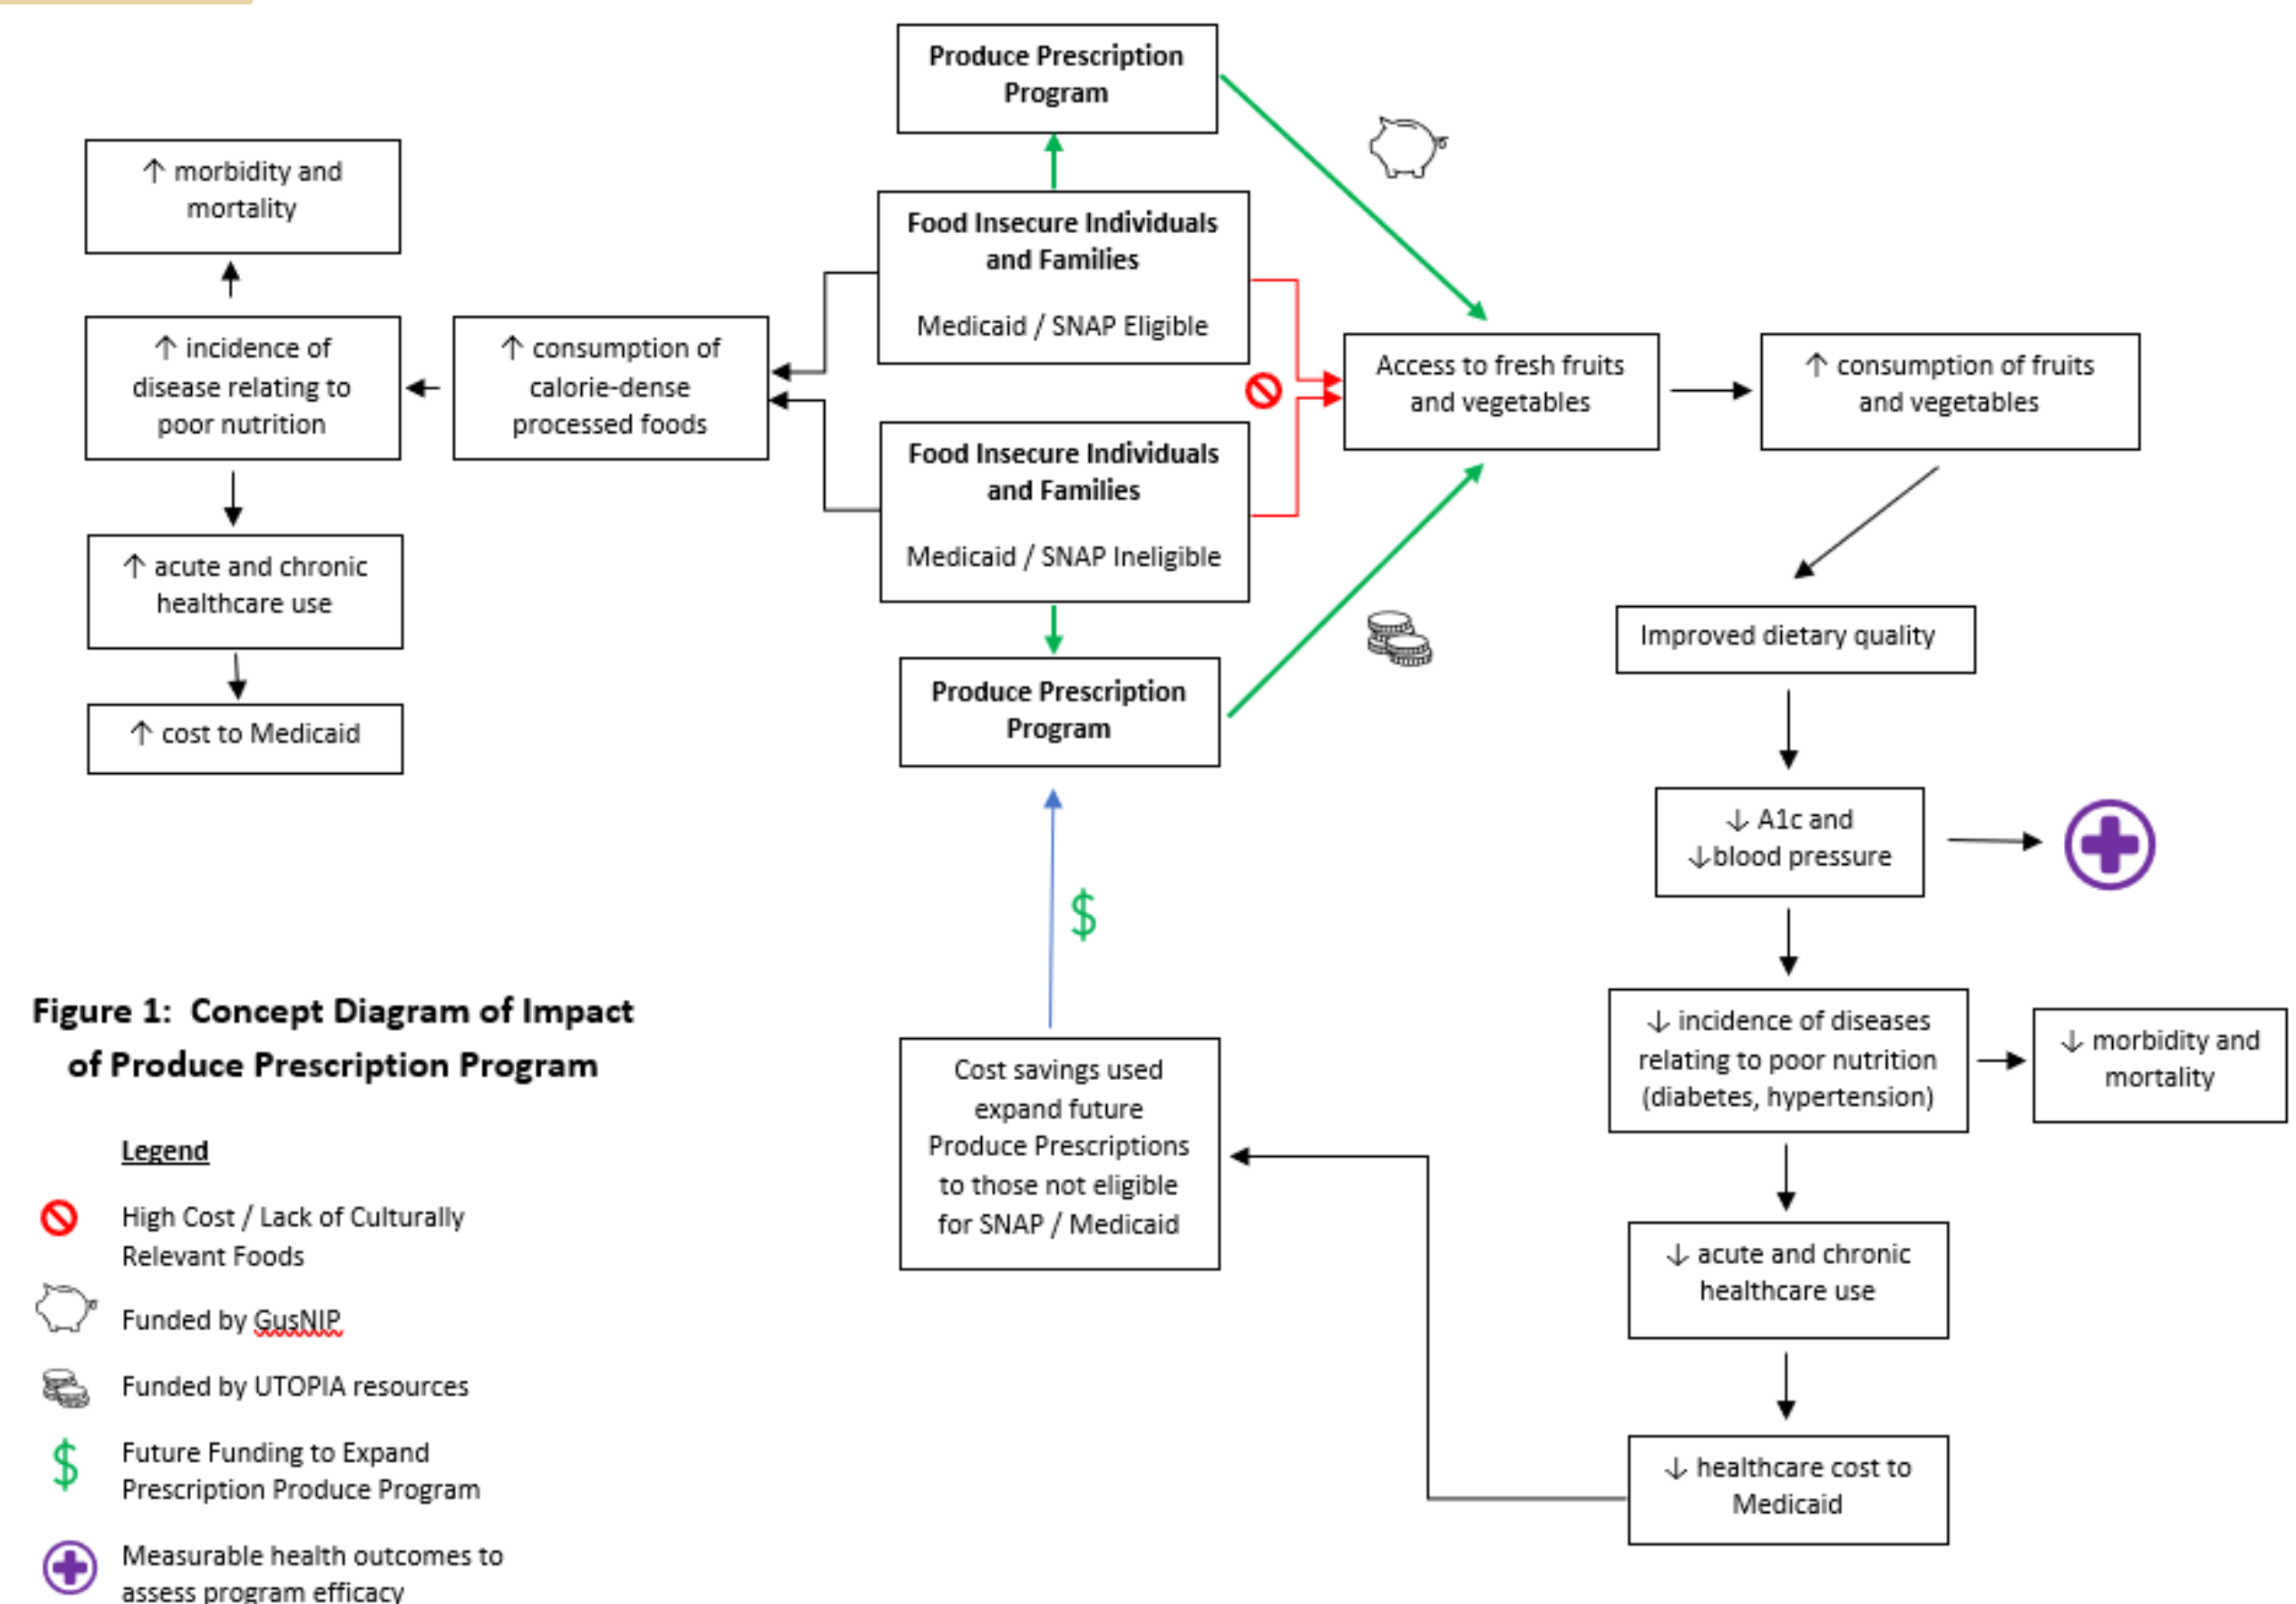 Produce Prescription
Program
↑ morbidity and
mortality
Food Insecure Individuals
and Families
Medicaid / SNAP Eligible
↑ incidence of
disease relating to
poor nutrition
↑ consumption of
calorie-dense
processed foods
Access to fresh fruits
and vegetables
↑ consumption of fruits
and vegetables
Food Insecure Individuals
and Families
Medicaid / SNAP Ineligible
↑ acute and chronic
healthcare use
↑ cost to Medicaid
Produce Prescription
Program
Improved dietary quality
↓ A1c and
↓blood pressure
$
↓ incidence of diseases
relating to poor nutrition
(diabetes, hypertension)
↓ morbidity and
mortality
Cost savings used
expand future
Produce Prescriptions
to those not eligible
for SNAP / Medicaid
↓ acute and chronic
healthcare use
↓ healthcare cost to
Medicaid
Figure 1: Concept Diagram of Impact
of Produce Prescription Program
Legend
High Cost / Lack of Culturally
Relevant Foods
Funded by GusNIP
Funded by UTOPIA resources
$ Future Funding to Expand
Prescription Produce Program
Measurable health outcomes to
assess program efficacy